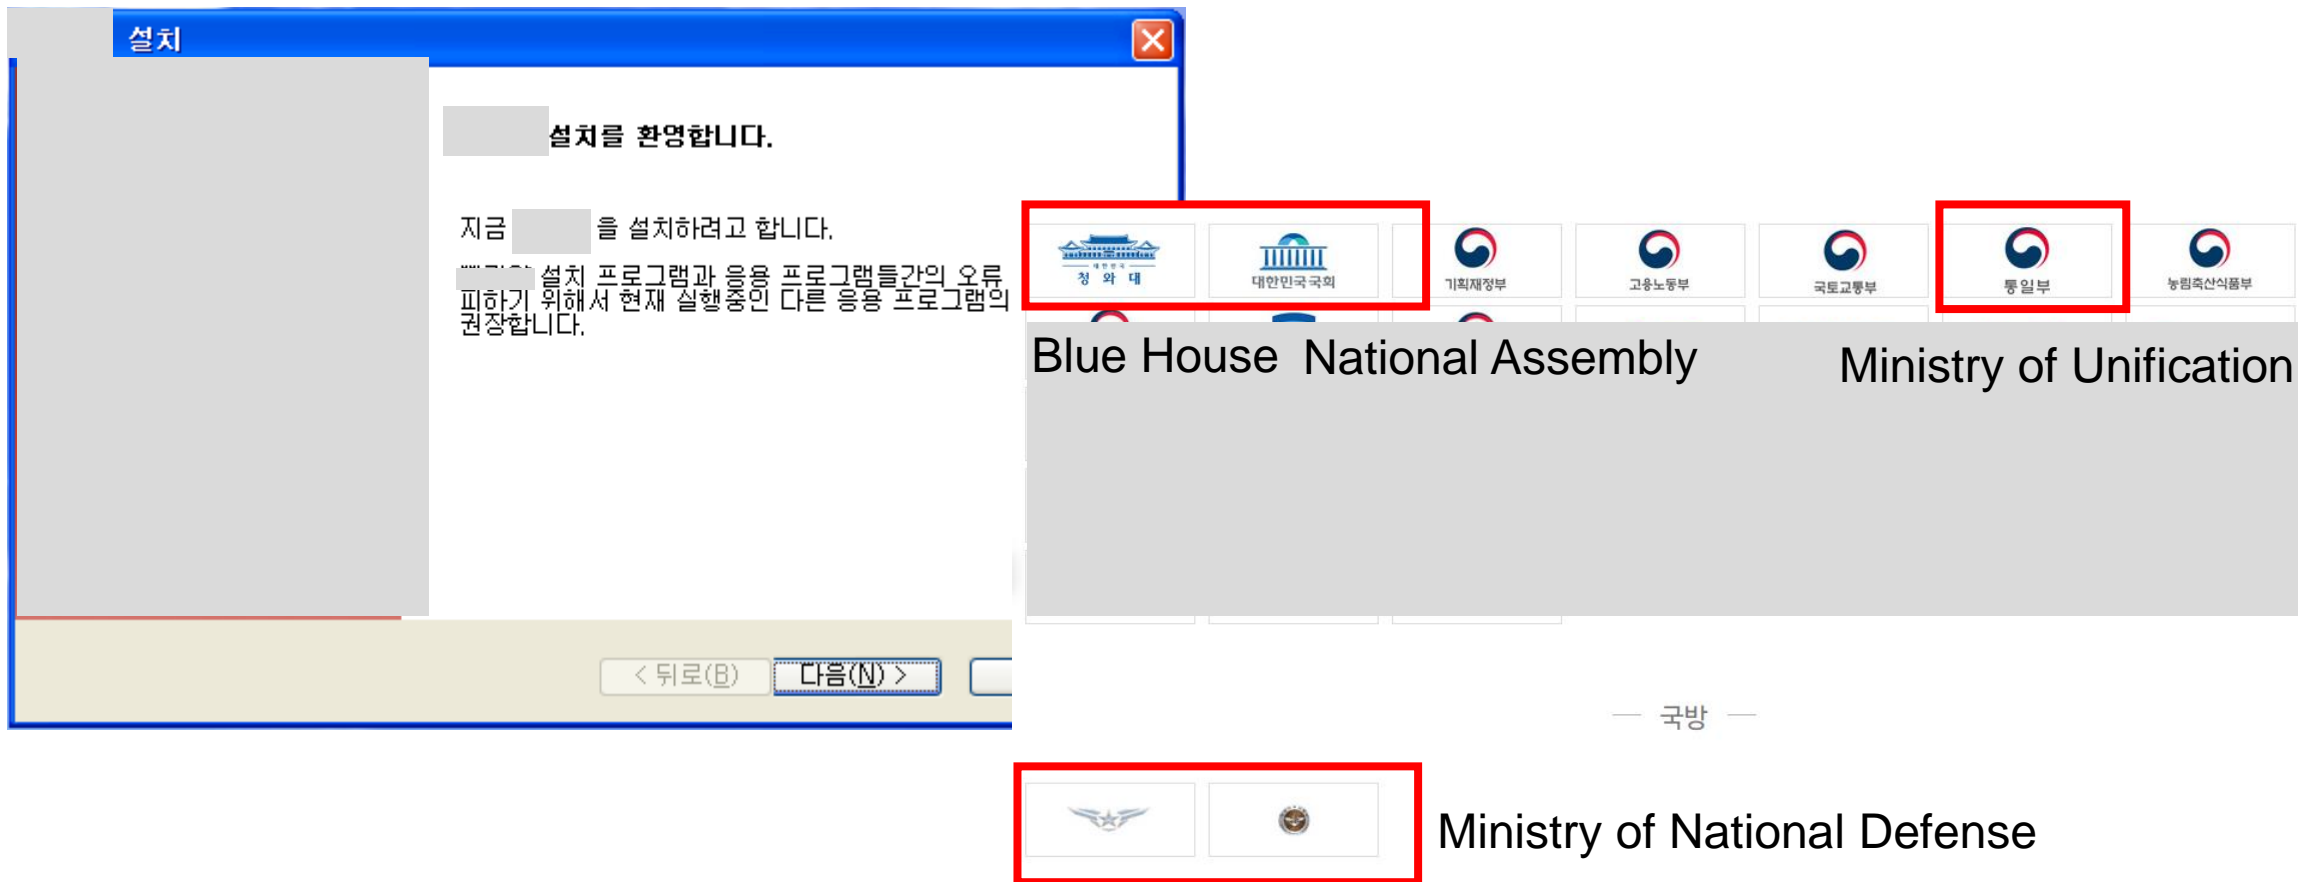 설치
설치를 환영합니다.
지금 을 설치하려고 합니다.
설치 프로그램과 응용 프로그램들간의 오류
피하기 위해서 현재 실행중인 다른 응용 프로그램의
권장합니다.
< 뒤로(B)
다음(N) >
대한민국
청와대
대한민국국회
기획재정부
고용노동부
국토교통부
통일부
농림축산식품부
Blue House
National Assembly
Ministry of Unification
국방
Ministry of National Defense